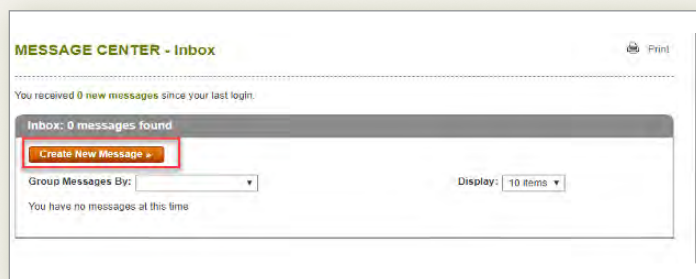 MESSAGE CENTER - Inbox
Print
You received 0 new messages since your last login.
Inbox: 0 messages found
Create New Message »
Group Messages By:
Display: 10 items
You have no messages at this time